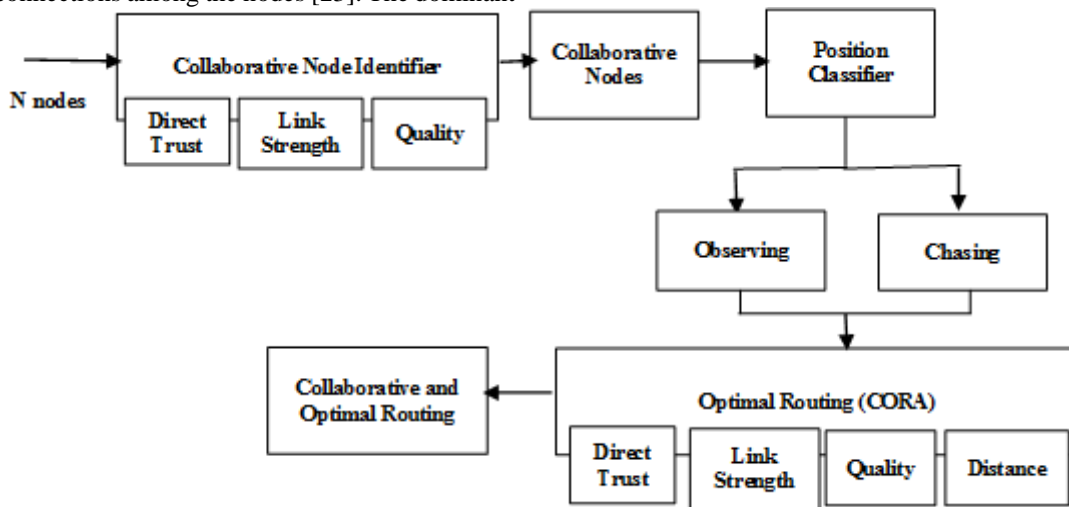 connections among the nodes [25]. The dominant
Collaborative Node Identifier
Collaborative
Nodes
Position
Classifier
N nodes
Direct
Trust
Link
Strength
Quality
Observing
Chasing
Collaborative and
Optimal Routing
Optimal Routing (CORA)
Direct
Trust
Link
Strength
Quality
Distance